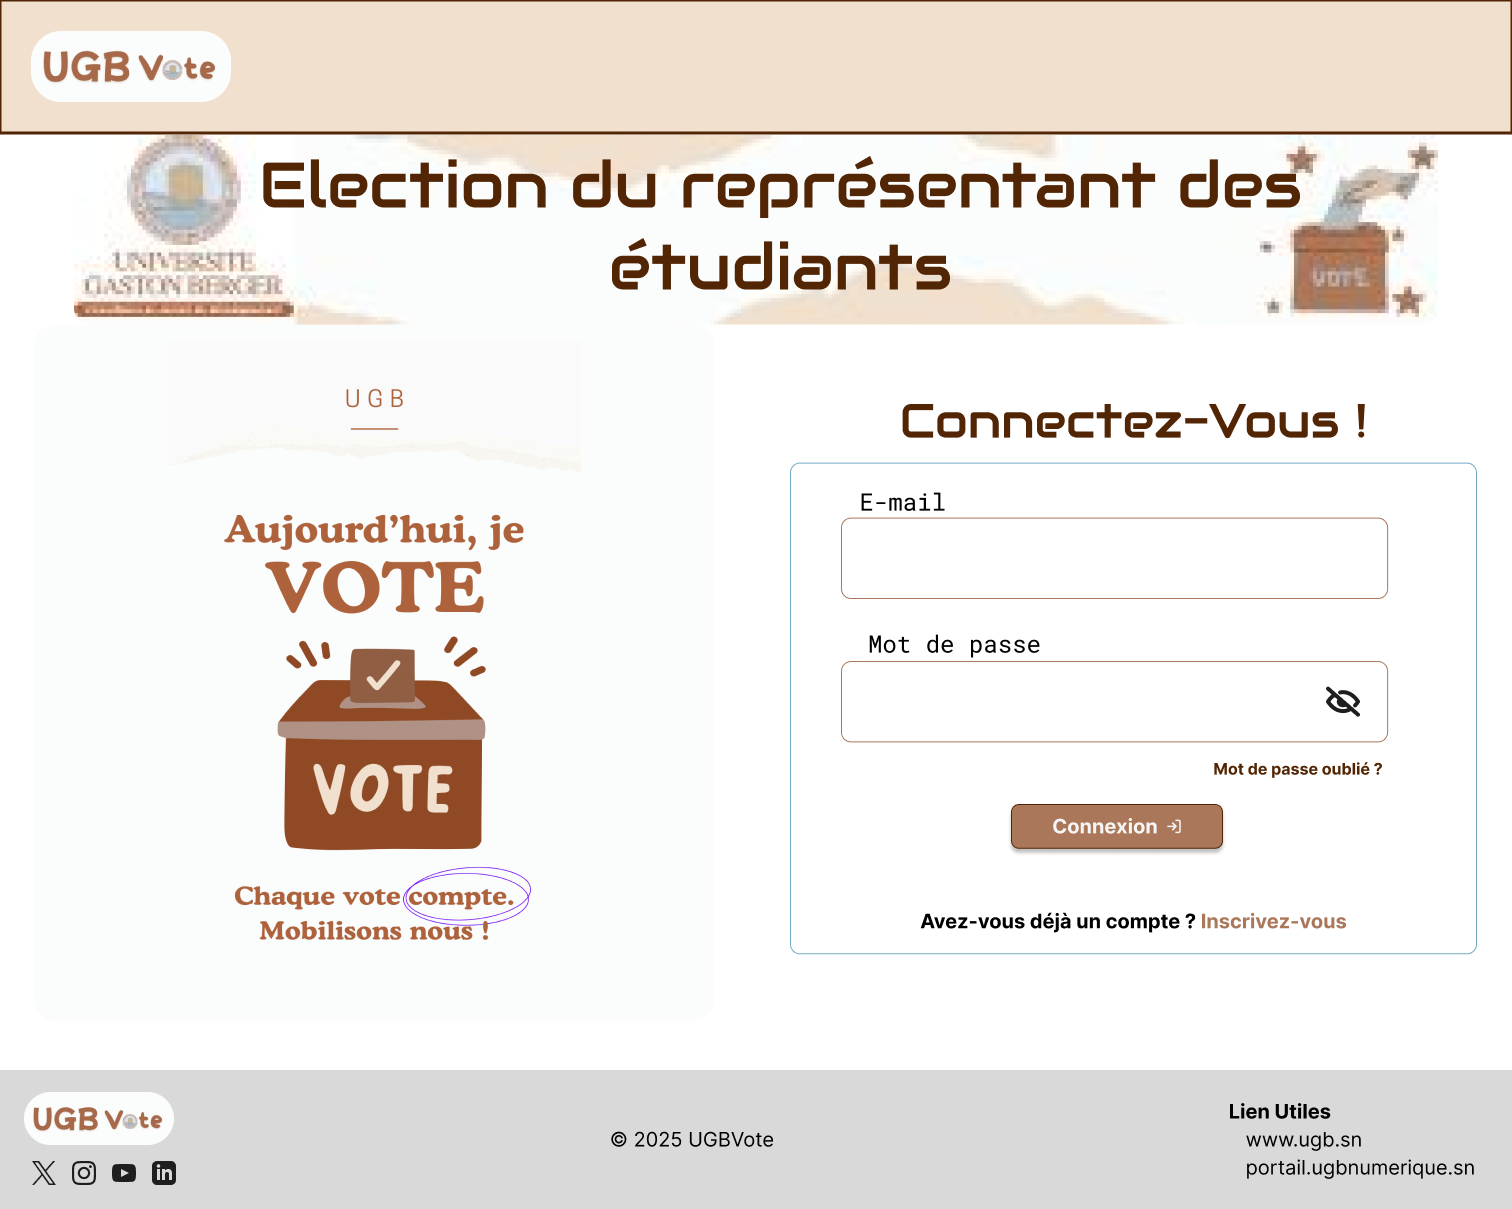 UGB Vote
Election du représentant des
étudiants
UNIVERSITE
GASTON BERGER
VOTE
UGB
Aujourd'hui, je
VOTE
VOTE
Chaque vote compte.
Mobilisons nous !
Connectez-Vous !
E-mail
Mot de passe
Mot de passe oublié ?
Connexion
Avez-vous déjà un compte ? Inscrivez-vous
UGB Vote
© 2025 UGBVote
Lien Utiles
www.ugb.sn
portail.ugbnumerique.sn